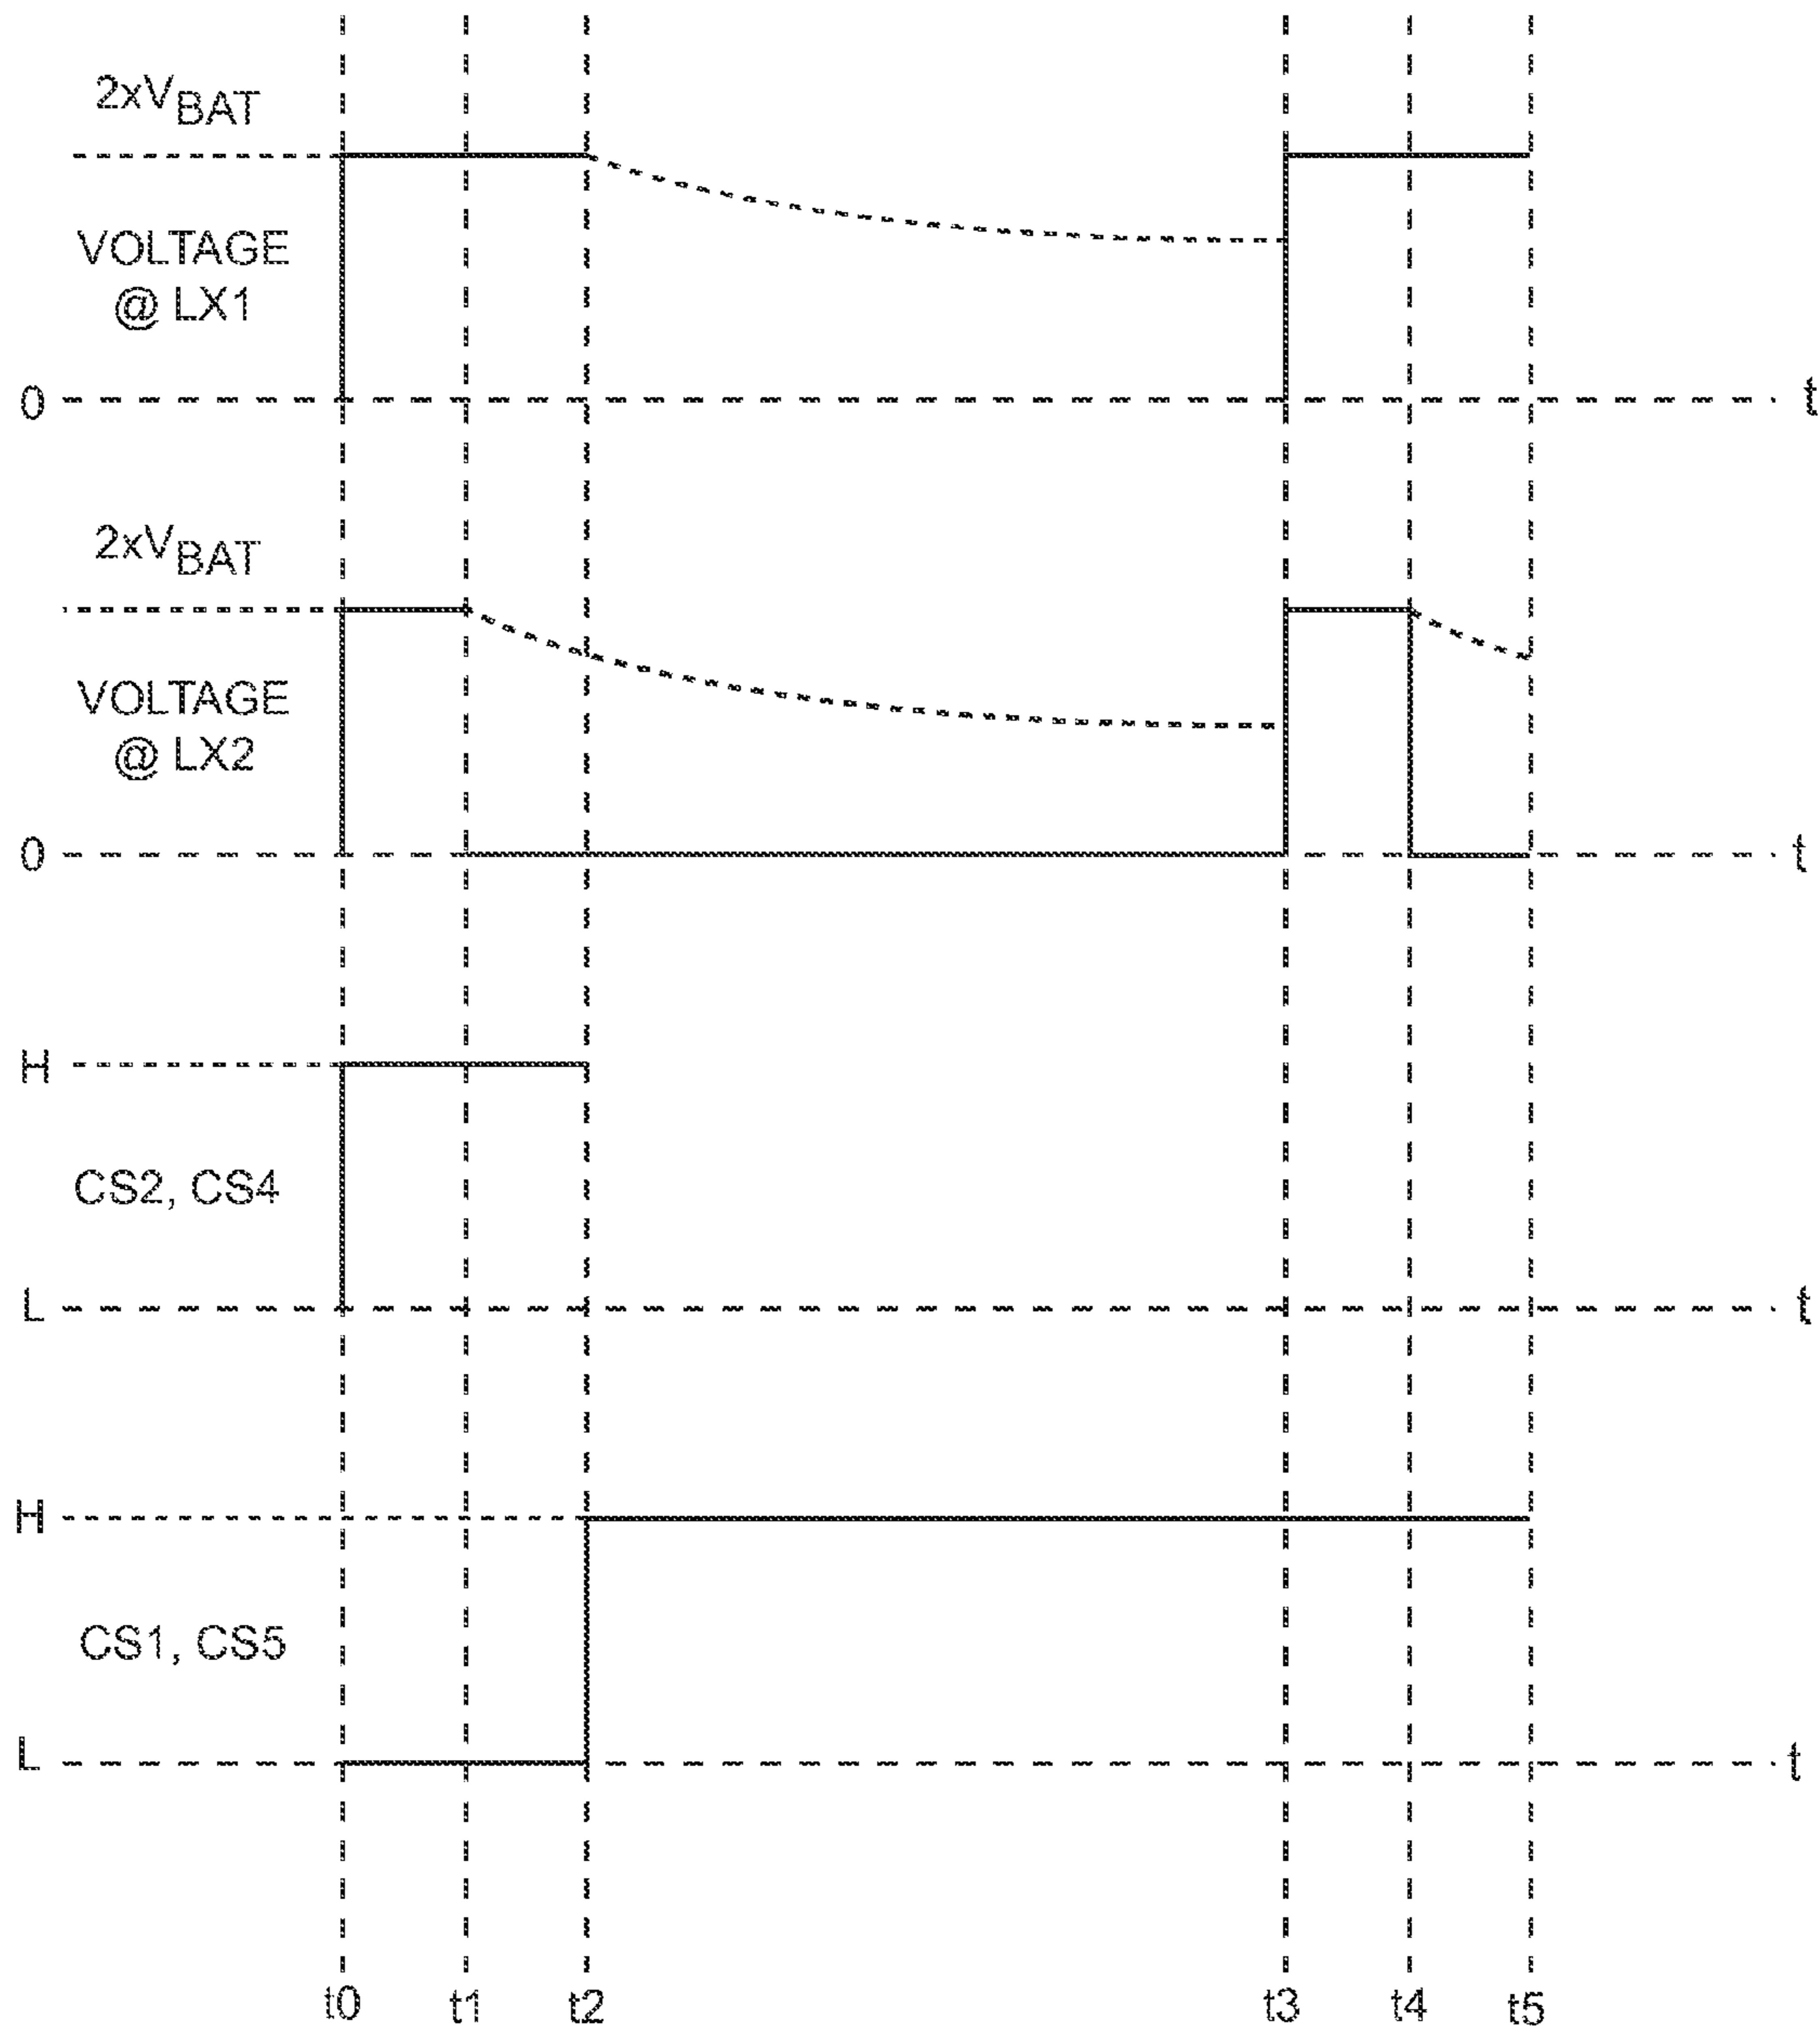 2xVBAT
VOLTAGE
@ LX1
0
t
2xVBAT
VOLTAGE
@ LX2
0
t
H
CS2, CS4
L
t
H
CS1, CS5
L
t
t0 t1 t2 t3 t4 t5